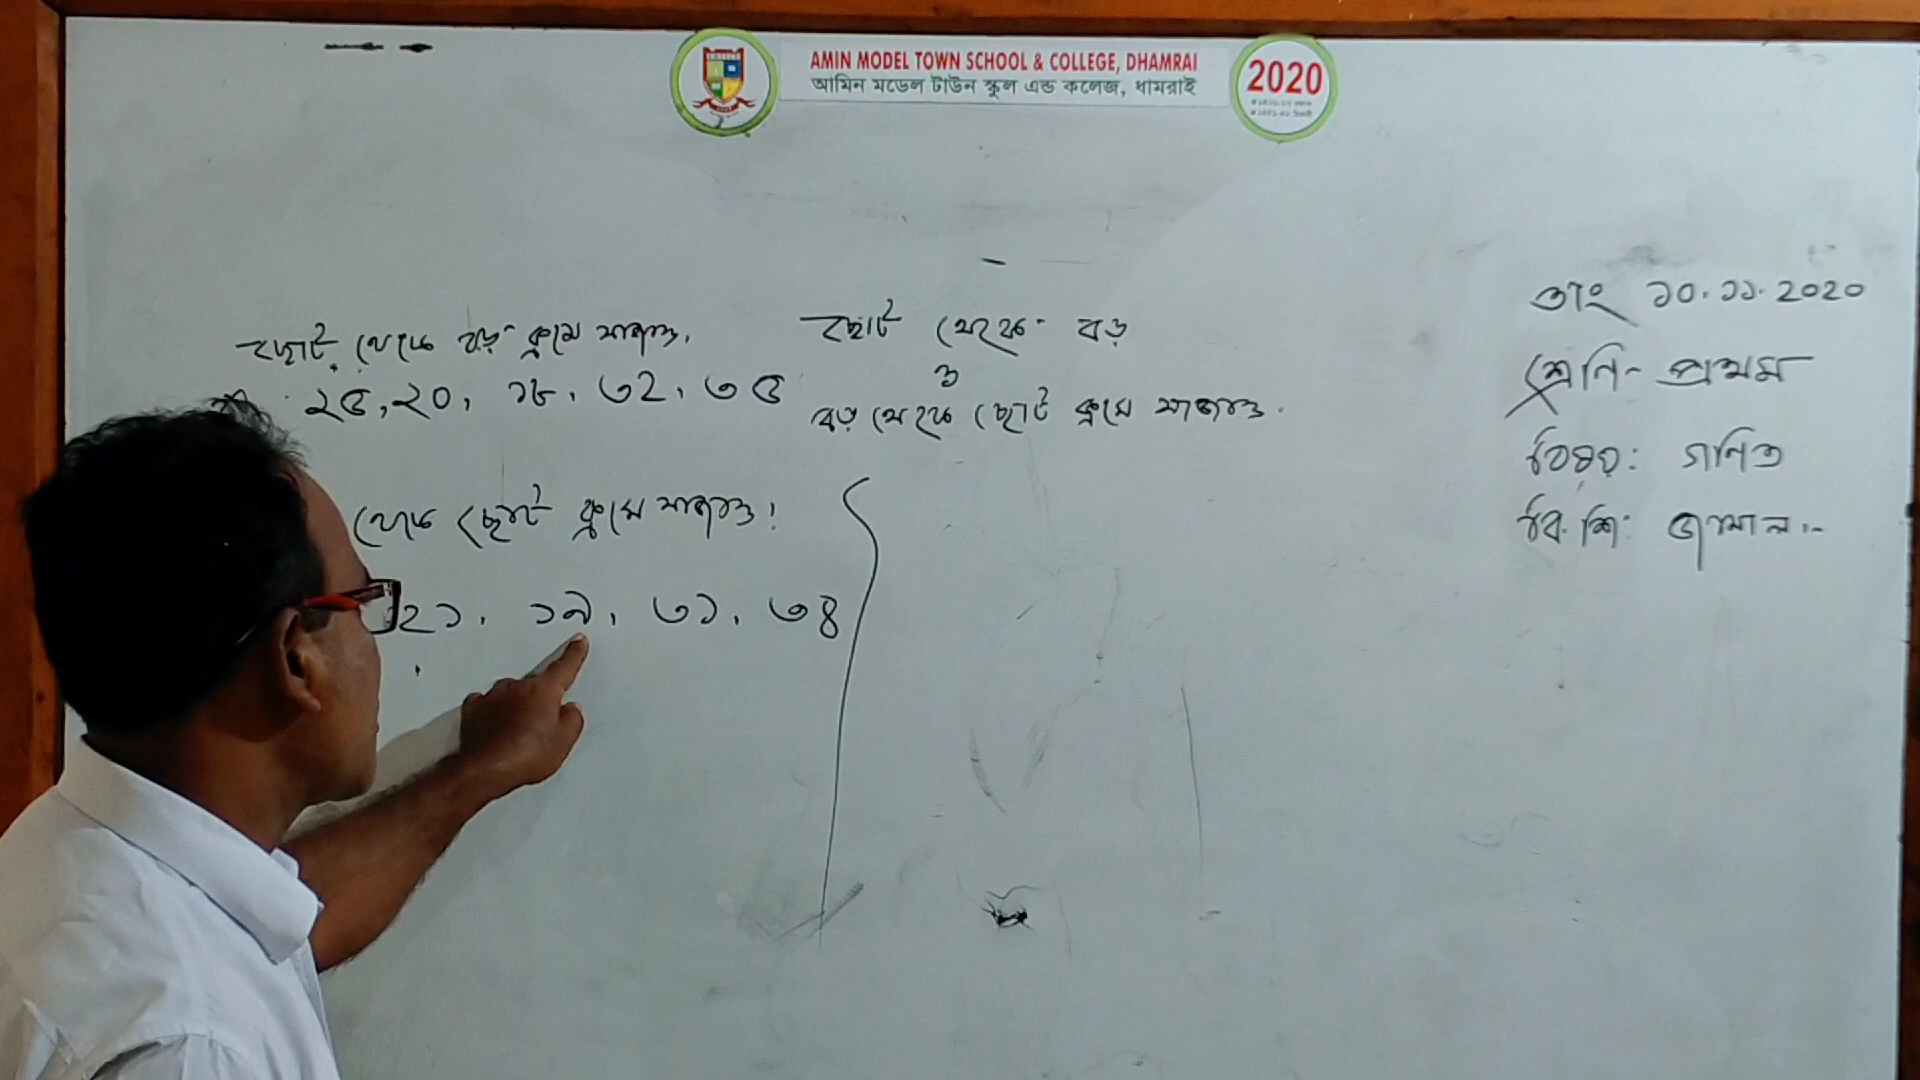 AMIN MODEL TOWN SCHOOL & COLLEGE, DHAMRAI
আমিন মডেল টাউন স্কুল এন্ড কলেজ, ধামরাই
2020
তাং ১০.১১.2020
শ্রেণি- প্রথম
বিষয়: গণিত
বি. শি: জামাল
ছোট থেকে বড় ক্রমে সাজাও.
২৫, ২০, ১৮, ৩২, ৩৫
ছোট থেকে বড়
ও
বড় থেকে ছোট ক্রমে সাজাও.
থেকে ছোট ক্রমে সাজাও।
২১, ১৯, ৩১, ৩৪